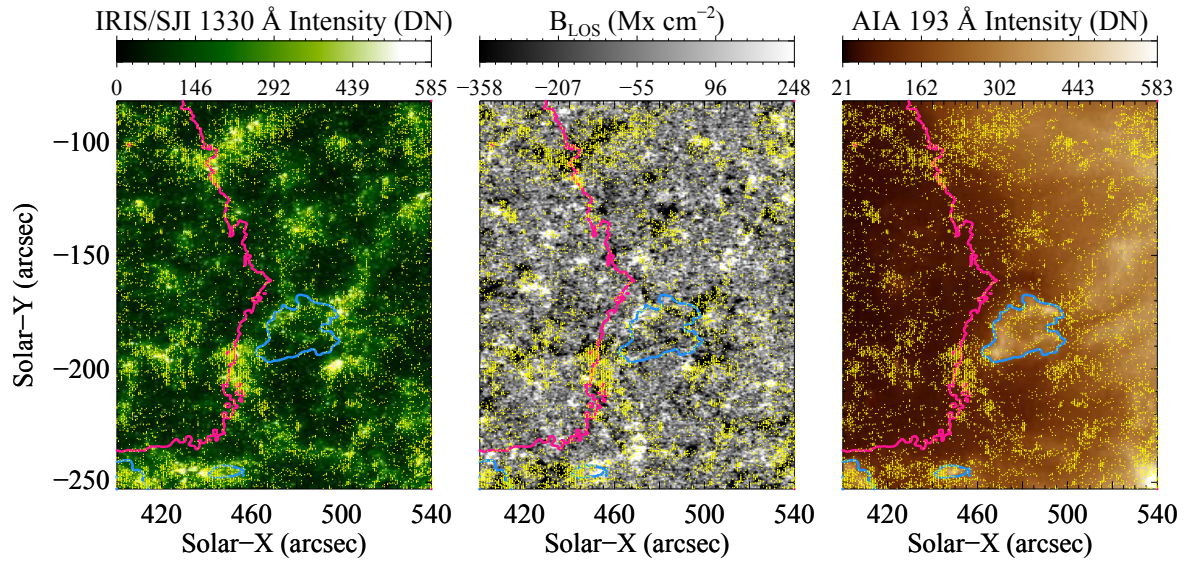 IRIS/SJI 1330 Å Intensity (DN)
B_LOS (Mx cm⁻²)
AIA 193 Å Intensity (DN)
0 146 292 439 585
−358 −207 −55 96 248
21 162 302 443 583
Solar−Y (arcsec)
−100
−150
−200
−250
420 460 500 540
420 460 500 540
420 460 500 540
Solar−X (arcsec)
Solar−X (arcsec)
Solar−X (arcsec)